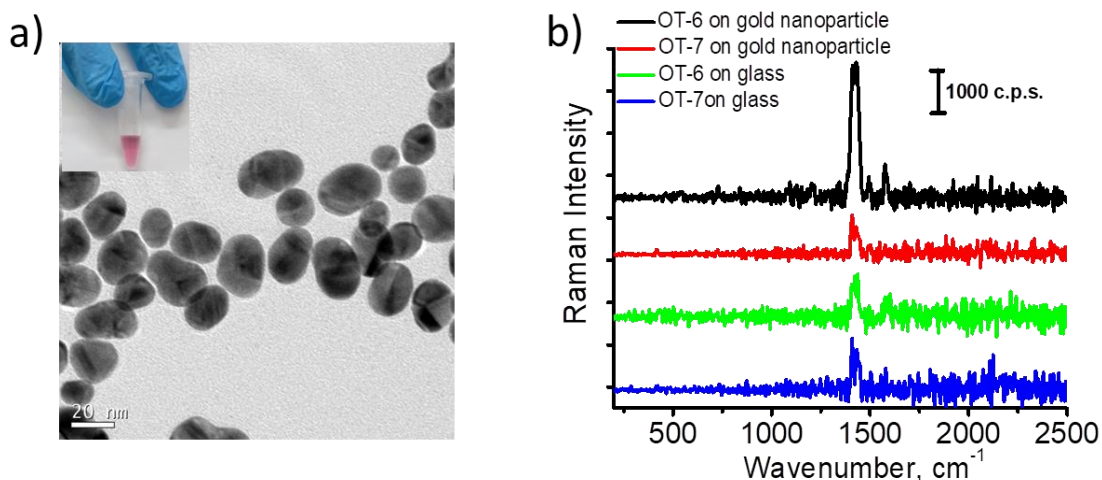 a)
20 nm
b)
OT-6 on gold nanoparticle
OT-7 on gold nanoparticle
OT-6 on glass
OT-7on glass
1000 c.p.s.
Raman Intensity
500 1000 1500 2000 2500
Wavenumber, cm-1